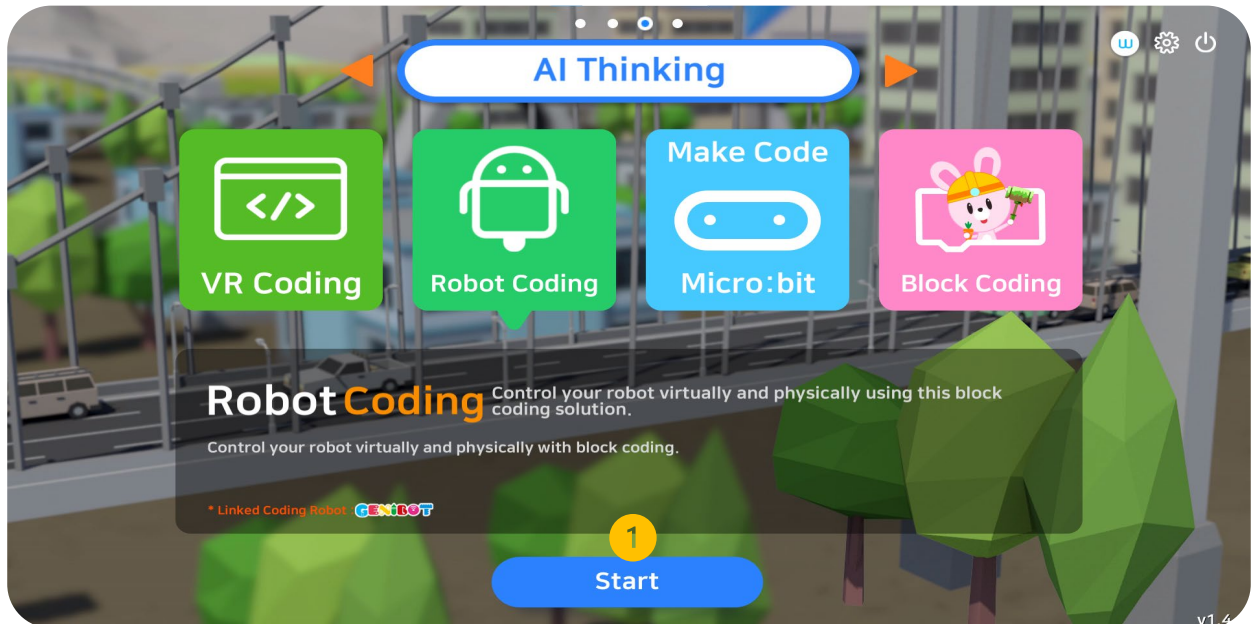 AI Thinking
W
</>
VR Coding
Robot Coding
Make Code
Micro:bit
Block Coding
Robot Coding
Control your robot virtually and physically using this block
coding solution.
Control your robot virtually and physically with block coding.
* Linked Coding Robot GENIBOT
1
Start
v1.4